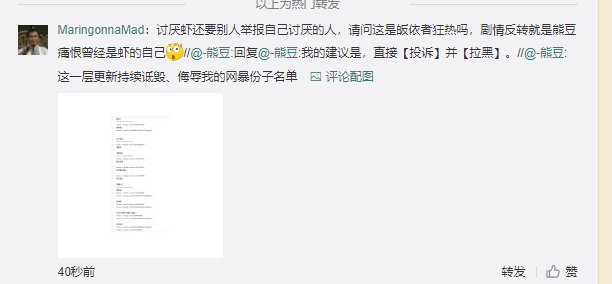 以上为热门转发
MaringonnaMad：讨厌虾还要别人举报自己讨厌的人，请问这是皈依者狂热吗，剧情反转就是熊豆
痛恨曾经是虾的自己//@-熊豆:回复@-熊豆:我的建议是，直接【投诉】并【拉黑】。//@-熊豆:
这一层更新持续诋毁、侮辱我的网暴份子名单 评论配图
40秒前
转发 赞